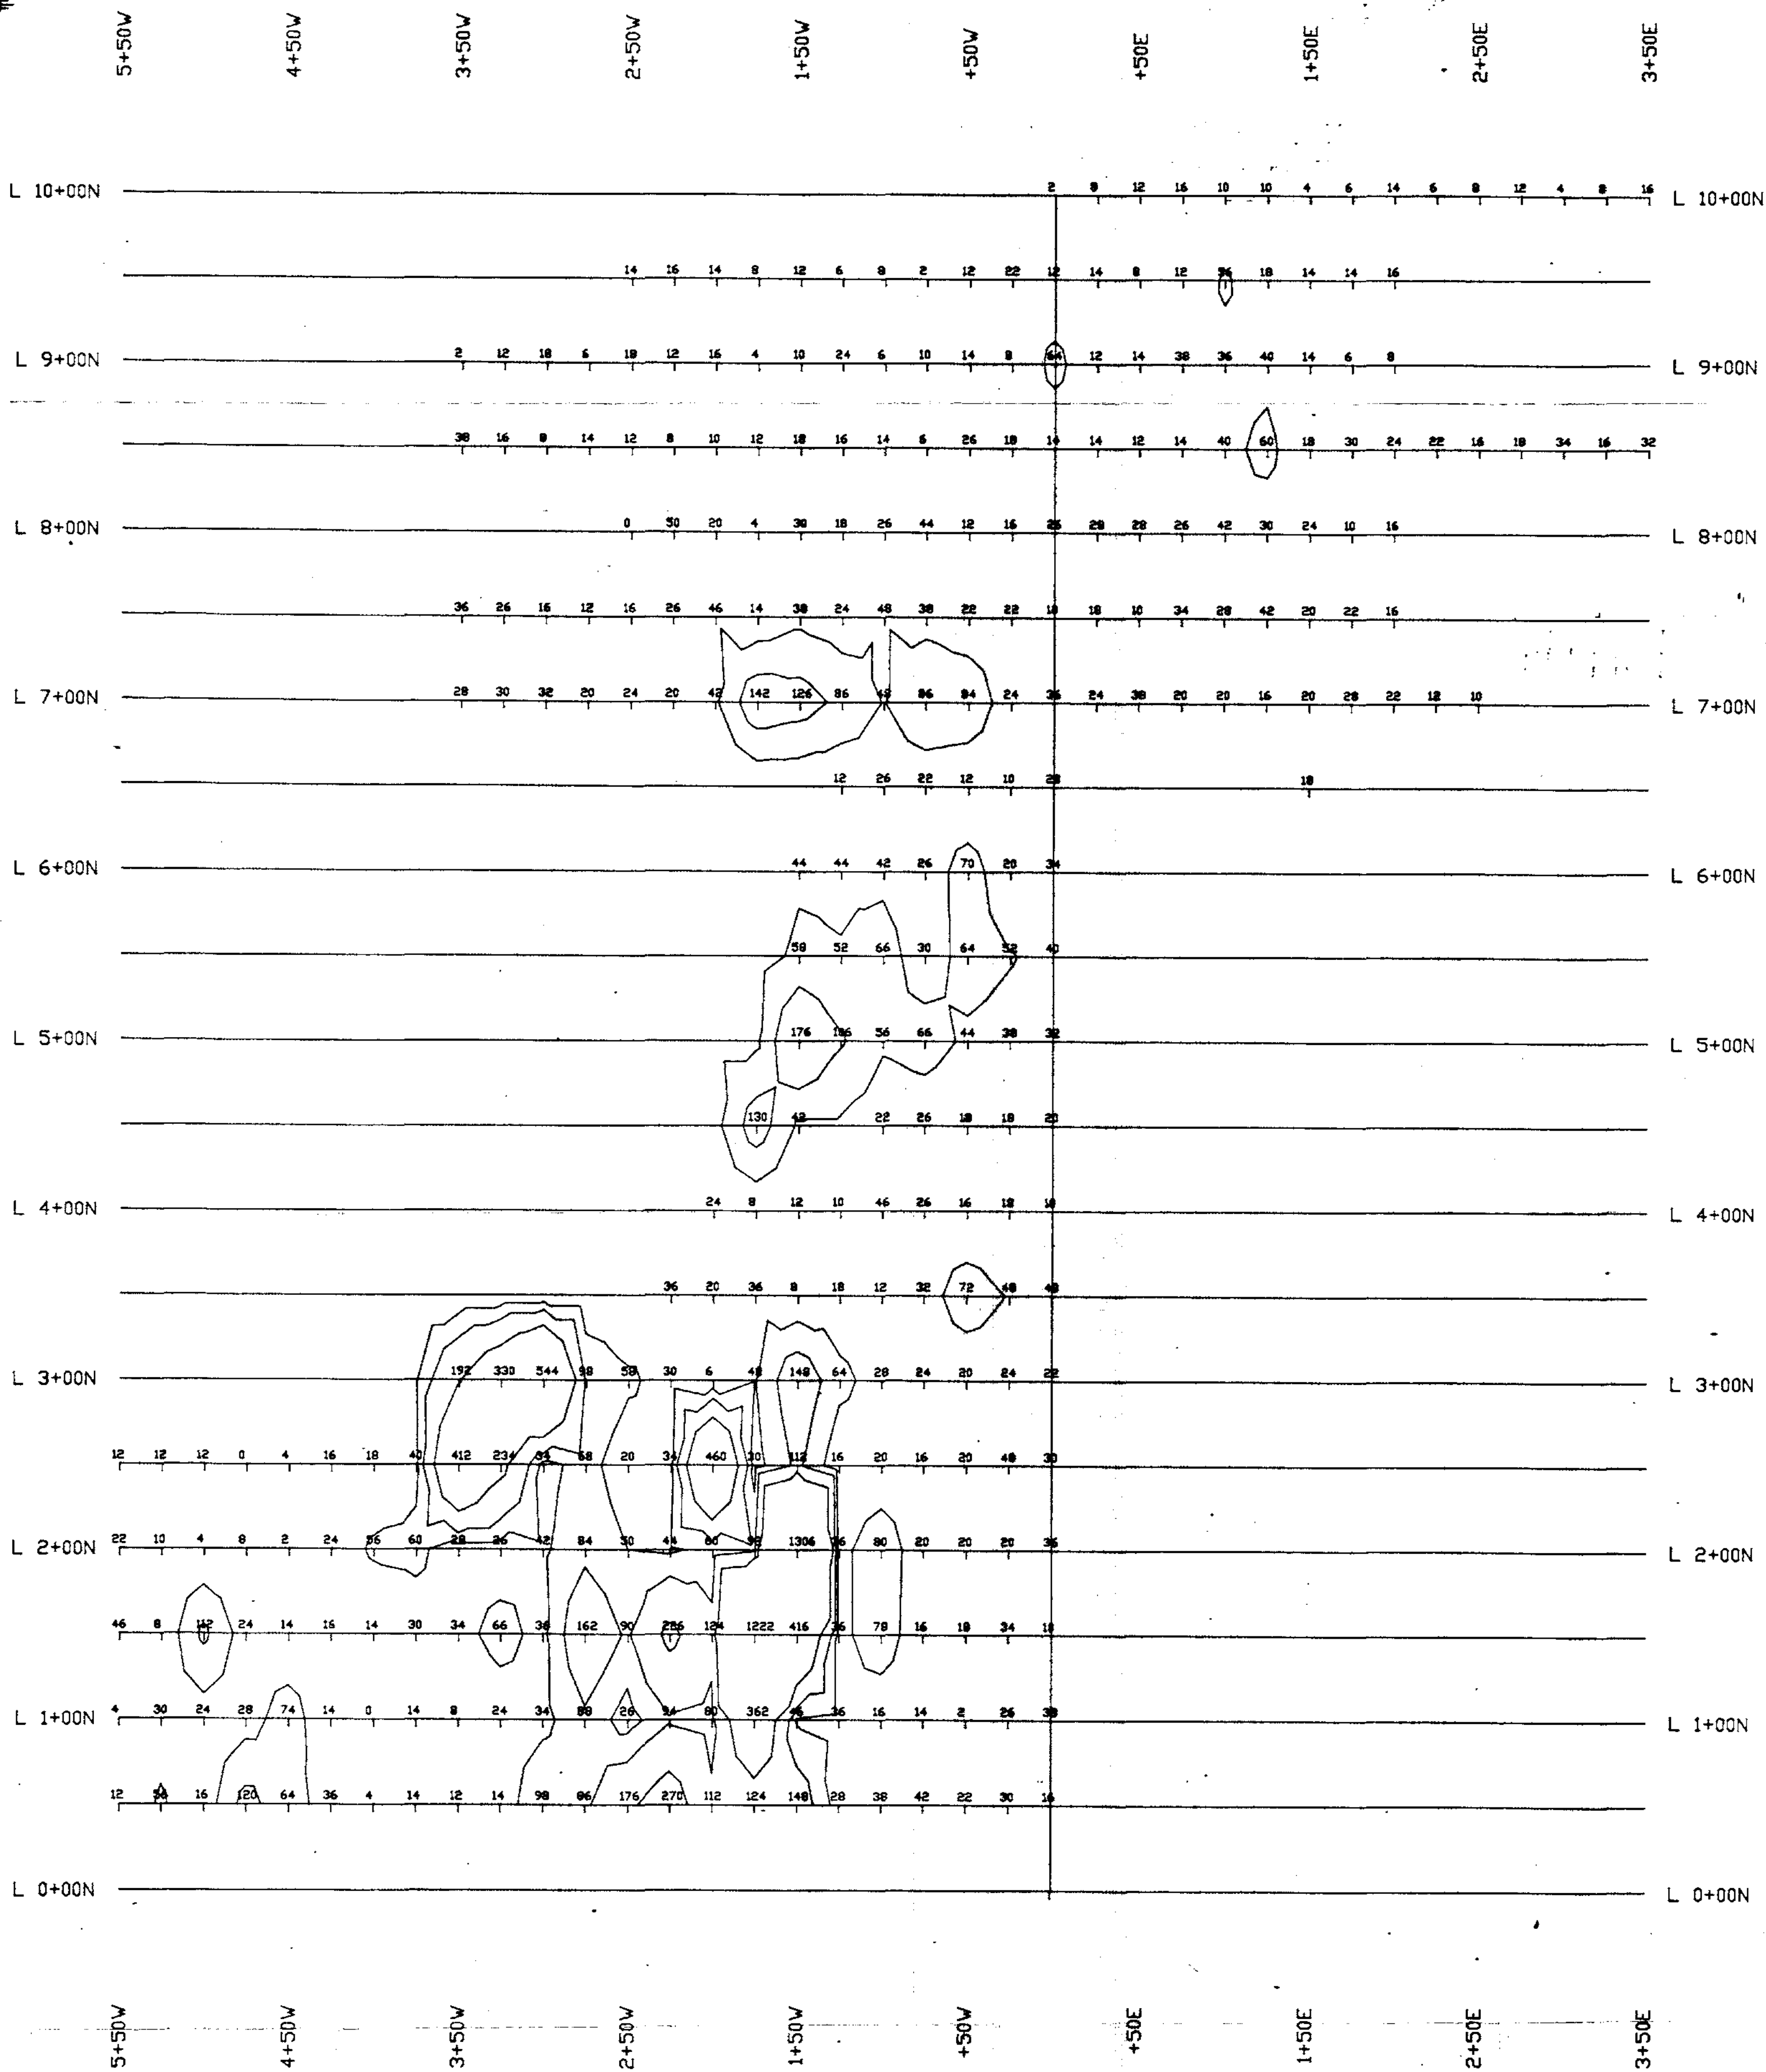 5+50W 4+50W 3+50W 2+50W 1+50W +50W +50E 1+50E 2+50E 3+50E
L 10+00N 2 8 12 16 10 10 4 6 14 6 8 12 4 8 16 L 10+00N
14 16 14 8 12 6 8 2 12 22 12 14 8 12 56 18 14 14 16
L 9+00N 2 12 18 6 18 12 16 4 10 24 6 10 14 8 64 12 14 38 36 40 14 6 8 L 9+00N
38 16 8 14 12 8 10 12 18 16 14 6 26 18 14 14 12 14 40 60 18 30 24 22 16 18 34 16 32
L 8+00N 0 50 20 4 30 18 26 44 12 16 26 28 28 26 42 30 24 10 16 L 8+00N
36 26 16 12 16 26 46 14 38 24 48 38 22 22 18 18 10 34 28 42 20 22 16
L 7+00N 28 30 32 20 24 20 42 142 126 86 48 86 84 24 36 24 38 20 20 16 20 28 22 12 10 L 7+00N
12 26 22 12 10 28 18
L 6+00N 44 44 42 26 70 20 34 L 6+00N
58 52 66 30 64 52 40
L 5+00N 176 106 56 66 44 38 32 L 5+00N
130 42 22 26 18 18 20
L 4+00N 24 8 12 10 46 26 16 18 18 L 4+00N
36 20 36 8 18 12 32 72 48 48
L 3+00N 192 330 544 98 58 30 6 48 148 64 28 24 20 24 22 L 3+00N
12 12 12 0 4 16 18 40 412 234 94 68 20 34 460 30 112 16 20 16 20 48 30
L 2+00N 22 10 4 8 2 24 56 60 28 26 42 84 50 44 66 98 1306 36 80 20 20 20 36 L 2+00N
46 8 112 24 14 16 14 30 34 66 38 162 90 206 124 1222 416 36 78 16 18 34 18
L 1+00N 4 30 24 28 74 14 0 14 8 24 34 88 26 94 80 362 46 36 16 14 2 26 38 L 1+00N
12 56 16 120 64 36 4 14 12 14 98 86 176 270 112 124 148 28 38 42 22 30 16
L 0+00N L 0+00N
5+50W 4+50W 3+50W 2+50W 1+50W +50W +50E 1+50E 2+50E 3+50E